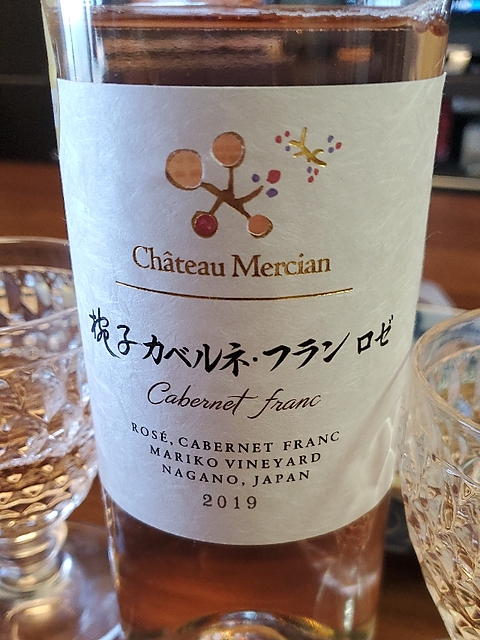 Château Mercian
椀子カベルネ・フラン ロゼ
Cabernet franc
ROSÉ, CABERNET FRANC
MARIKO VINEYARD
NAGANO, JAPAN
2019